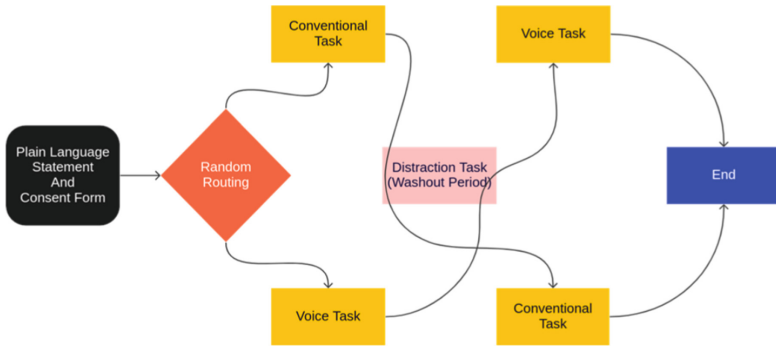 Plain Language
Statement
And
Consent Form
Random
Routing
Conventional
Task
Voice Task
Distraction Task
(Washout Period)
Voice Task
Conventional
Task
End